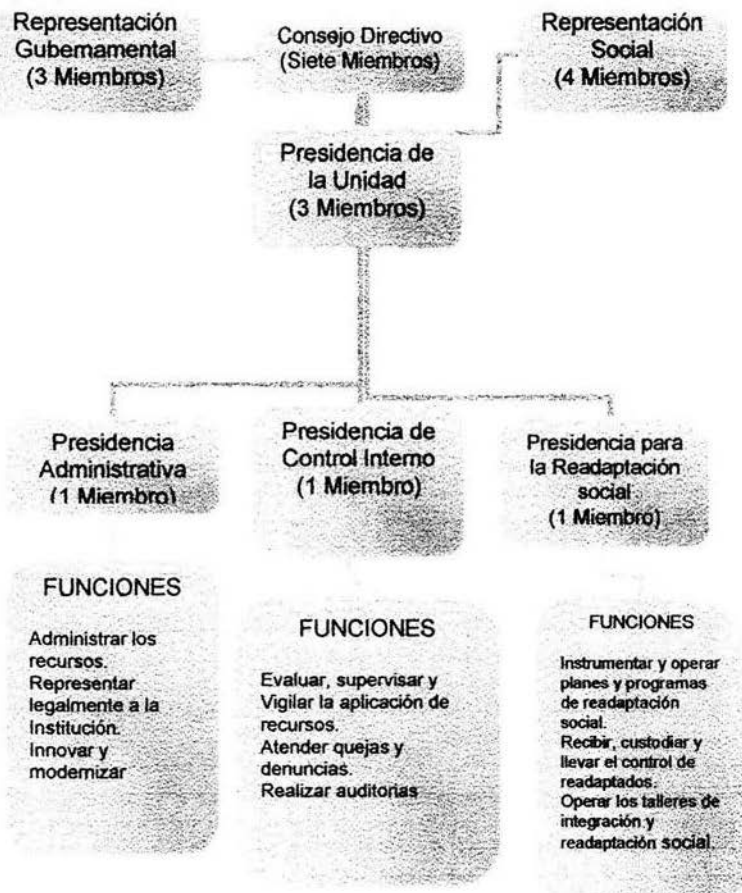 Representación
Gubernamental
(3 Miembros)
Consejo Directivo
(Siete Miembros)
Representación
Social
(4 Miembros)
Presidencia de
la Unidad
(3 Miembros)
Presidencia
Administrativa
(1 Miembro)
Presidencia de
Control Interno
(1 Miembro)
Presidencia para
la Readaptación
social
(1 Miembro)
FUNCIONES
Administrar los
recursos.
Representar
legalmente a la
Institución.
Innovar y
modernizar
FUNCIONES
Evaluar, supervisar y
Vigilar la aplicación de
recursos.
Atender quejas y
denuncias.
Realizar auditorias
FUNCIONES
Instrumentar y operar
planes y programas
de readaptación
social.
Recibir, custodiar y
llevar el control de
readaptados.
Operar los talleres de
integración y
readaptación social.